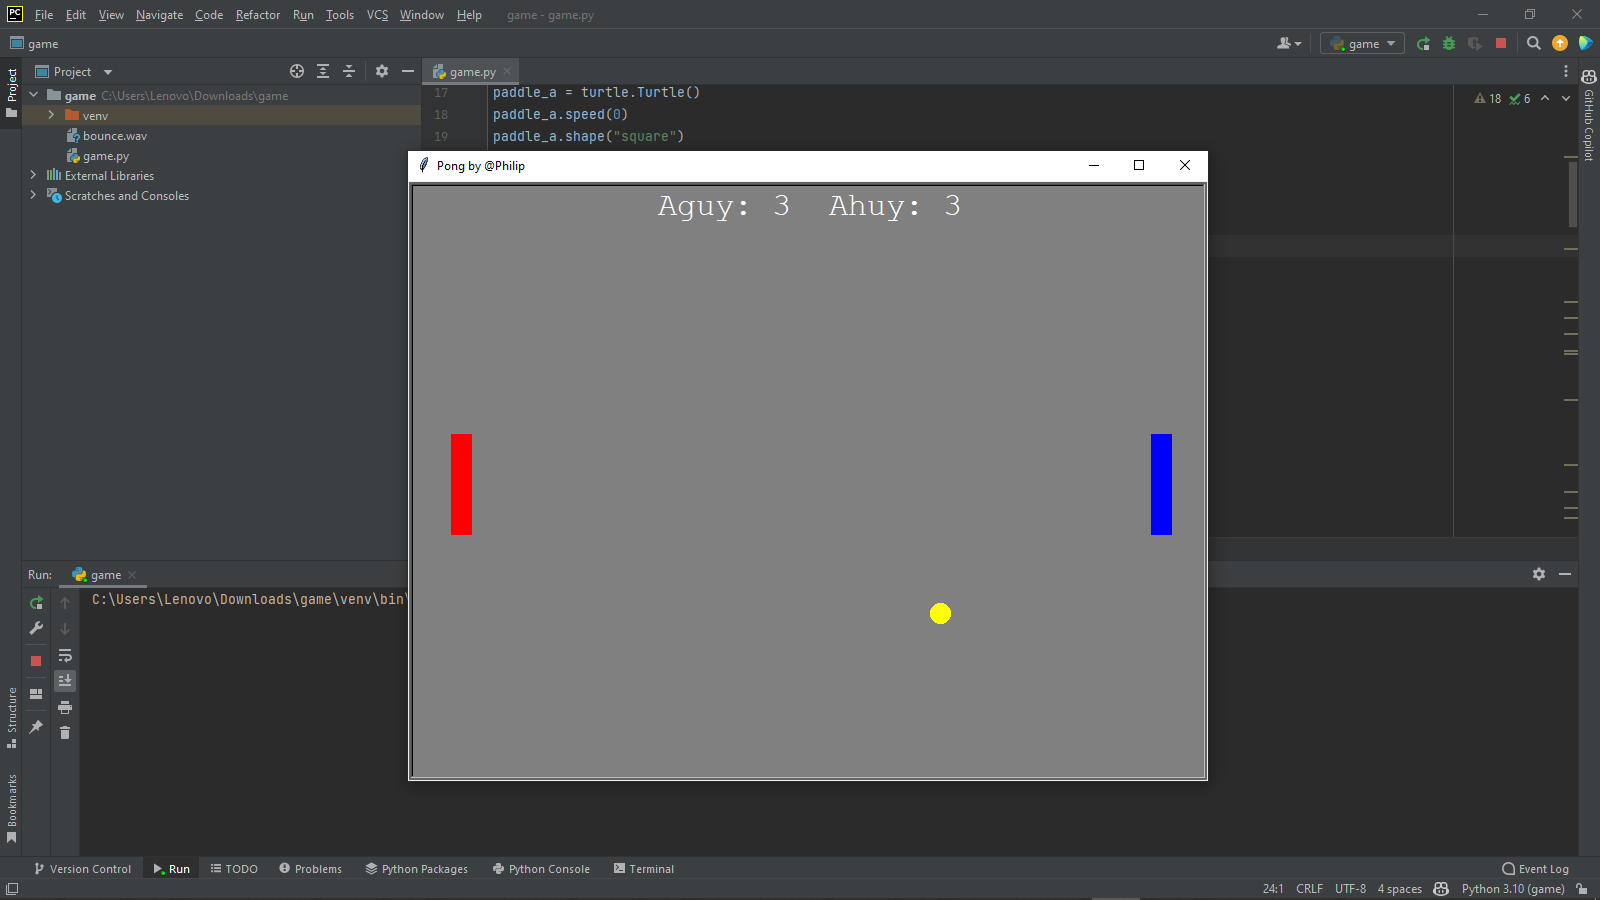 PC File Edit View Navigate Code Refactor Run Tools VCS Window Help game - game.py
game
game
Project
Project
game.py
game C:\Users\Lenovo\Downloads\game
venv
bounce.wav
game.py
External Libraries
Scratches and Consoles
17 paddle_a = turtle.Turtle()
18 paddle_a.speed(0)
19 paddle_a.shape("square")
18 6
GitHub Copilot
Pong by @Philip
Aguy: 3 Ahuy: 3
Run: game
C:\Users\Lenovo\Downloads\game\venv\bin\
Structure
Bookmarks
Version Control Run TODO Problems Python Packages Python Console Terminal Event Log
24:1 CRLF UTF-8 4 spaces Python 3.10 (game)